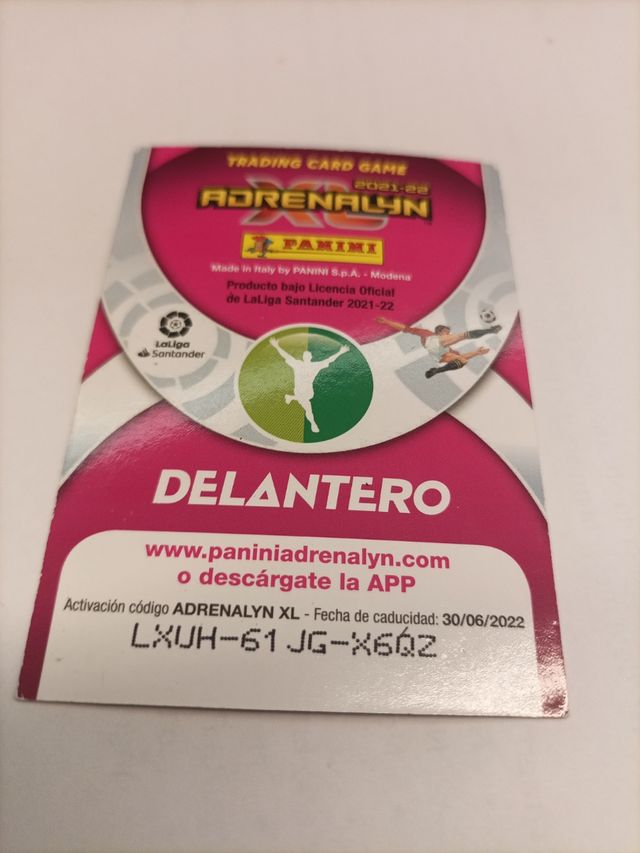 TRADING CARD GAME
2021-22
ADRENALYN XL™
PANINI
Made in Italy by PANINI S.p.A. - Modena
Producto bajo Licencia Oficial
de LaLiga Santander 2021-22
LaLiga
Santander
DELANTERO
www.paniniadrenalyn.com
o descárgate la APP
Activación código ADRENALYN XL - Fecha de caducidad: 30/06/2022
LXUH-61JG-X6QZ